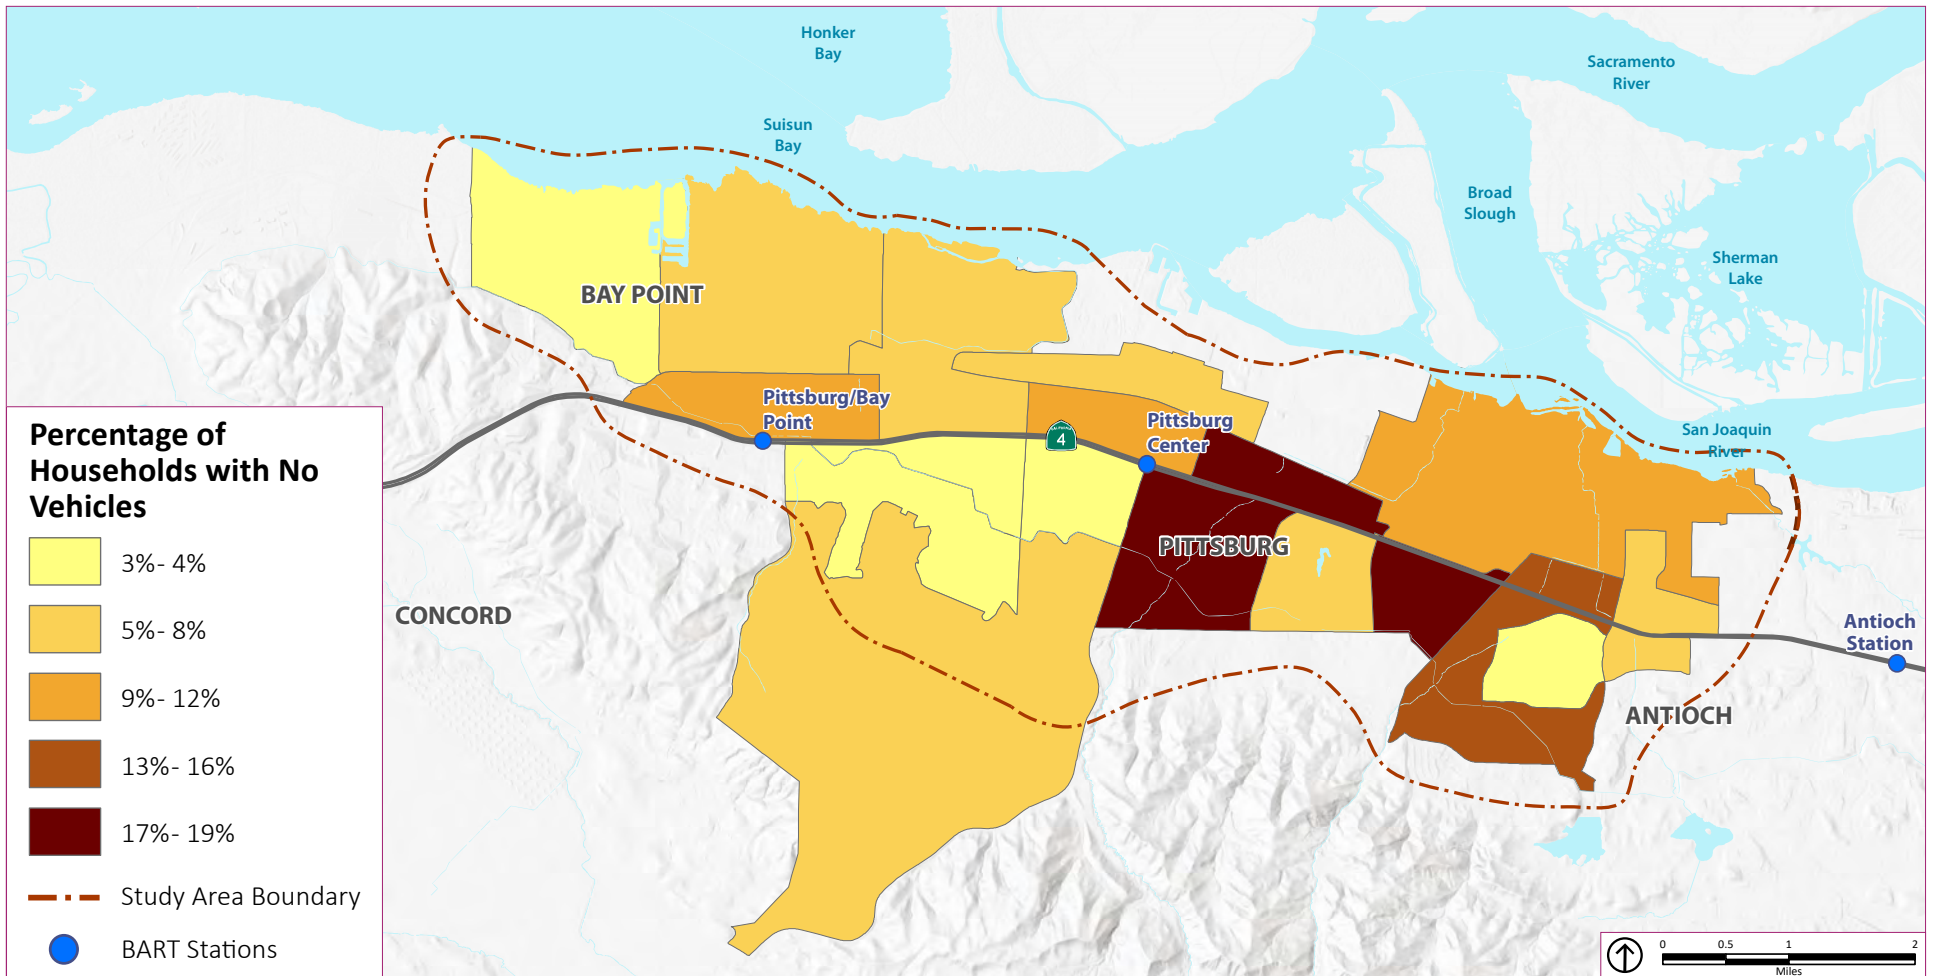 Honker
Bay
Sacramento
River
Suisun
Bay
Broad
Slough
Sherman
Lake
BAY POINT
Pittsburg/Bay
Point
Pittsburg
Center
4
San Joaquin
River
PITTSBURG
CONCORD
Antioch
Station
ANTIOCH
Percentage of
Households with No
Vehicles
3%- 4%
5%- 8%
9%- 12%
13%- 16%
17%- 19%
Study Area Boundary
BART Stations
0 0.5 1 2
Miles